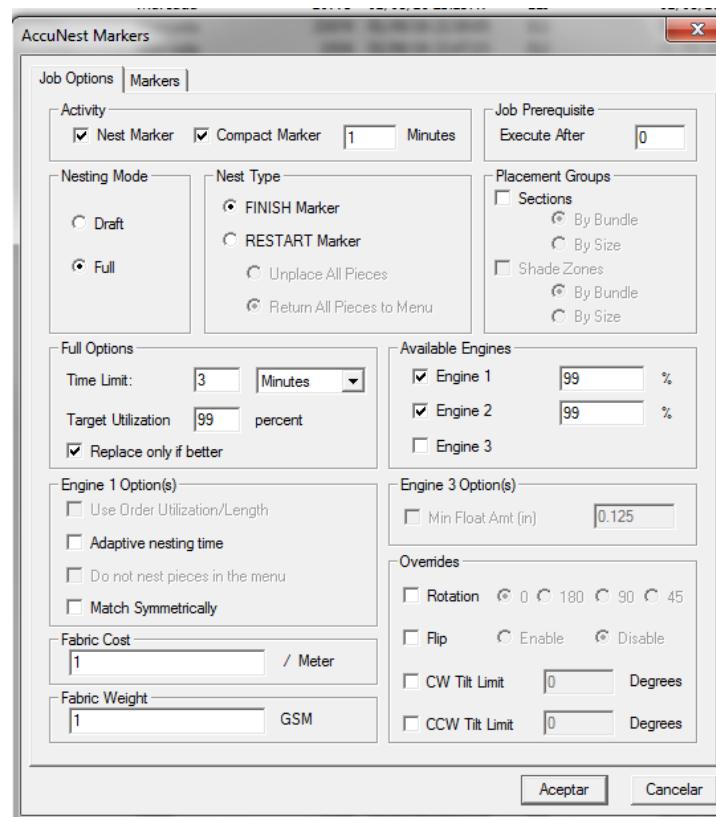 AccuNest Markers
Job Options Markers
Activity
Nest Marker Compact Marker 1 Minutes
Job Prerequisite
Execute After 0
Nesting Mode
Draft
Full
Nest Type
FINISH Marker
RESTART Marker
Unplace All Pieces
Return All Pieces to Menu
Placement Groups
Sections
By Bundle
By Size
Shade Zones
By Bundle
By Size
Full Options
Time Limit: 3 Minutes
Target Utilization 99 percent
Replace only if better
Available Engines
Engine 1 99 %
Engine 2 99 %
Engine 3
Engine 1 Option(s)
Use Order Utilization/Length
Adaptive nesting time
Do not nest pieces in the menu
Match Symmetrically
Engine 3 Option(s)
Min Float Amt (in) 0.125
Overrides
Rotation 0 180 90 45
Flip Enable Disable
CW Tilt Limit 0 Degrees
CCW Tilt Limit 0 Degrees
Fabric Cost
1 / Meter
Fabric Weight
1 GSM
Aceptar Cancelar